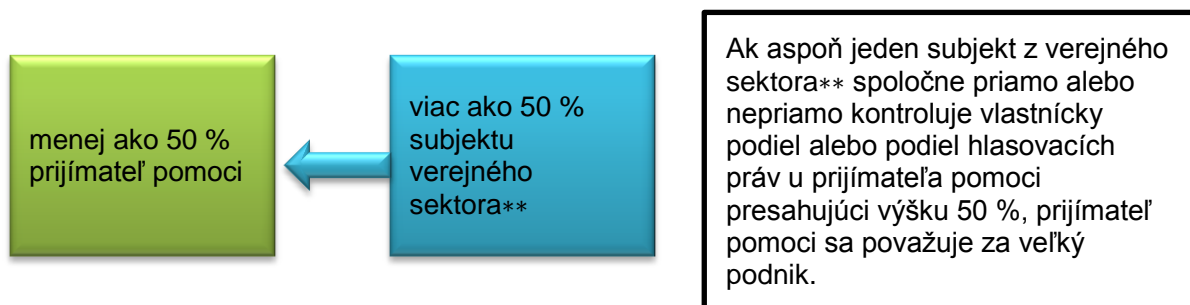 menej ako 50 %
prijímateľ pomoci
viac ako 50 %
subjektu
verejného
sektora**
Ak aspoň jeden subjekt z verejného
sektora** spoločne priamo alebo
nepriamo kontroluje vlastnícky
podiel alebo podiel hlasovacích
práv u prijímateľa pomoci
presahujúci výšku 50 %, prijímateľ
pomoci sa považuje za veľký
podnik.